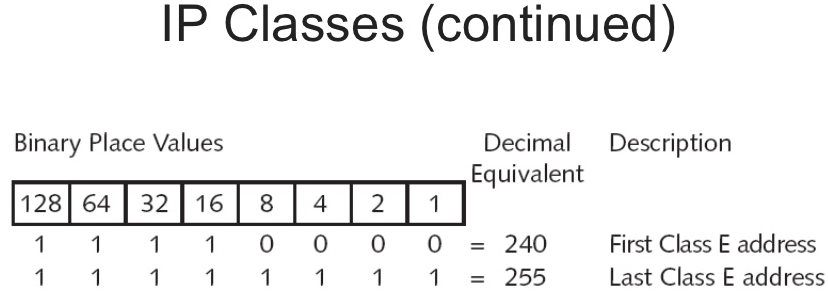 IP Classes (continued)
Binary Place Values Decimal Equivalent Description
128 64 32 16 8 4 2 1
1 1 1 1 0 0 0 0 = 240 First Class E address
1 1 1 1 1 1 1 1 = 255 Last Class E address